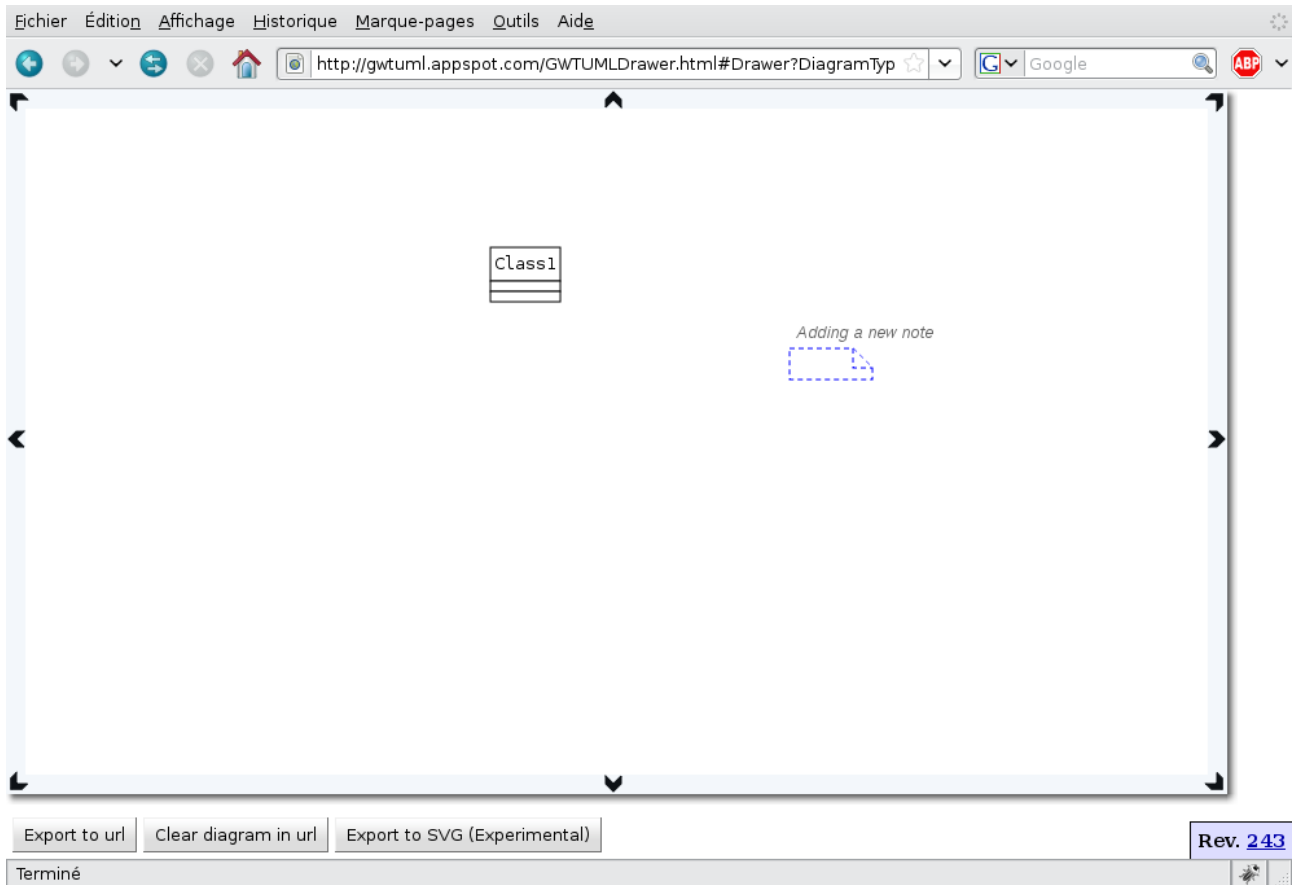 Fichier Édition Affichage Historique Marque-pages Outils Aide
http://gwtuml.appspot.com/GWTUMLDrawer.html#Drawer?DiagramTyp G Google ABP
Class1
Adding a new note
Export to url Clear diagram in url Export to SVG (Experimental)
Rev. 243
Terminé